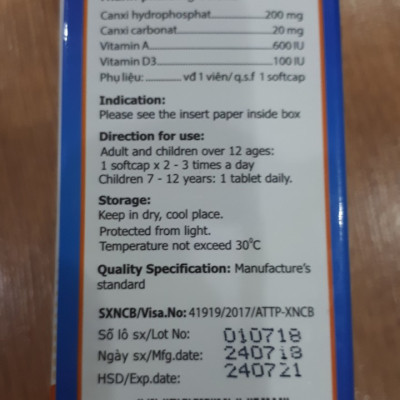 Canxi hydrophosphat 200 mg
Canxi carbonat 20 mg
Vitamin A 600 IU
Vitamin D3 100 IU
Phụ liệu: vđ 1 viên/ q.s.f 1 softcap
Indication:
Please see the insert paper inside box
Direction for use:
Adult and children over 12 ages:
1 softcap x 2 - 3 times a day
Children 7 - 12 years: 1 tablet daily.
Storage:
Keep in dry, cool place.
Protected from light.
Temperature not exceed 30°C
Quality Specification: Manufacture's
standard
SXNCB/Visa.No: 41919/2017/ATTP-XNCB
Số lô sx/Lot No: 010718
Ngày sx/Mfg.date: 240718
HSD/Exp.date: 240721